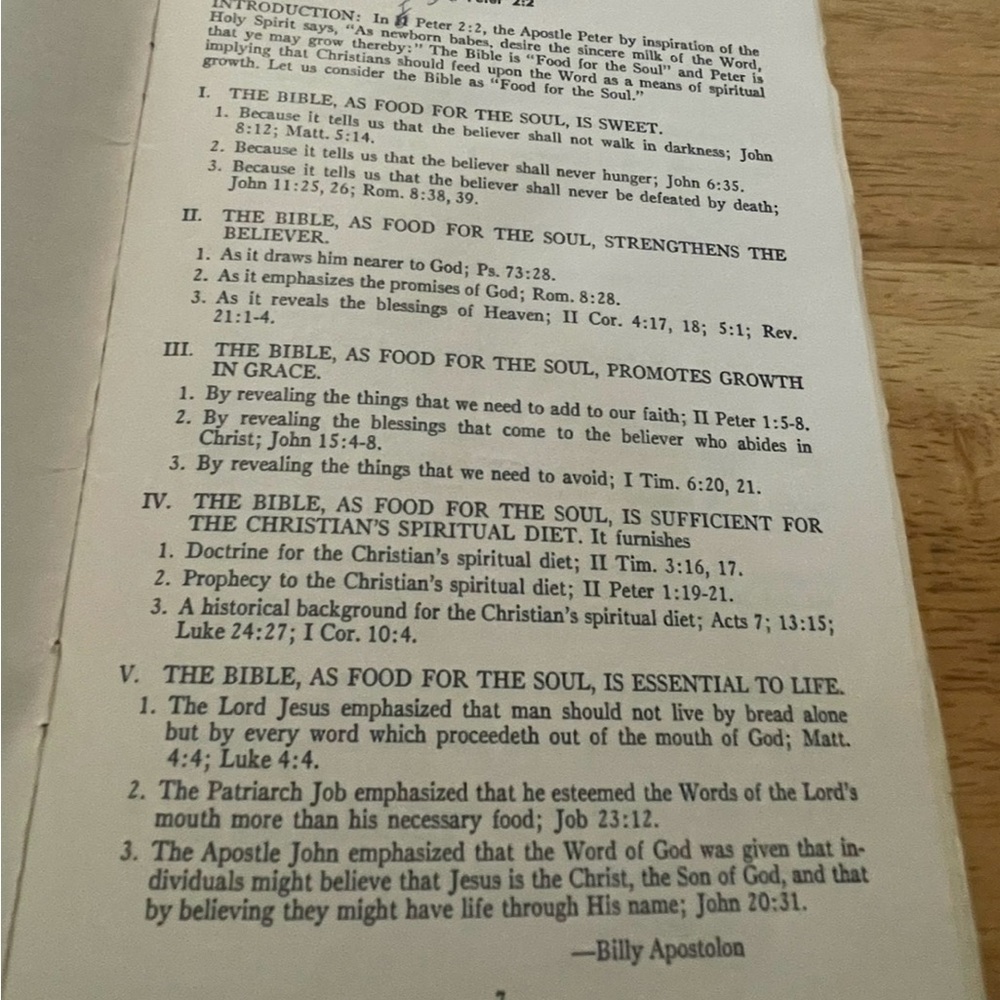 2:2
INTRODUCTION: In II Peter 2:2, the Apostle Peter by inspiration of the
Holy Spirit says, "As newborn babes, desire the sincere milk of the Word,
that ye may grow thereby:" The Bible is "Food for the Soul" and Peter is
implying that Christians should feed upon the Word as a means of spiritual
growth. Let us consider the Bible as "Food for the Soul."
I. THE BIBLE, AS FOOD FOR THE SOUL, IS SWEET.
1. Because it tells us that the believer shall not walk in darkness; John
8:12; Matt. 5:14.
2. Because it tells us that the believer shall never hunger; John 6:35.
3. Because it tells us that the believer shall never be defeated by death;
John 11:25, 26; Rom. 8:38, 39.
II. THE BIBLE, AS FOOD FOR THE SOUL, STRENGTHENS THE
BELIEVER.
1. As it draws him nearer to God; Ps. 73:28.
2. As it emphasizes the promises of God; Rom. 8:28.
3. As it reveals the blessings of Heaven; II Cor. 4:17, 18; 5:1; Rev.
21:1-4.
III. THE BIBLE, AS FOOD FOR THE SOUL, PROMOTES GROWTH
IN GRACE.
1. By revealing the things that we need to add to our faith; II Peter 1:5-8.
2. By revealing the blessings that come to the believer who abides in
Christ; John 15:4-8.
3. By revealing the things that we need to avoid; I Tim. 6:20, 21.
IV. THE BIBLE, AS FOOD FOR THE SOUL, IS SUFFICIENT FOR
THE CHRISTIAN'S SPIRITUAL DIET. It furnishes
1. Doctrine for the Christian's spiritual diet; II Tim. 3:16, 17.
2. Prophecy to the Christian's spiritual diet; II Peter 1:19-21.
3. A historical background for the Christian's spiritual diet; Acts 7; 13:15;
Luke 24:27; I Cor. 10:4.
V. THE BIBLE, AS FOOD FOR THE SOUL, IS ESSENTIAL TO LIFE.
1. The Lord Jesus emphasized that man should not live by bread alone
but by every word which proceedeth out of the mouth of God; Matt.
4:4; Luke 4:4.
2. The Patriarch Job emphasized that he esteemed the Words of the Lord's
mouth more than his necessary food; Job 23:12.
3. The Apostle John emphasized that the Word of God was given that in-
dividuals might believe that Jesus is the Christ, the Son of God, and that
by believing they might have life through His name; John 20:31.
—Billy Apostolon